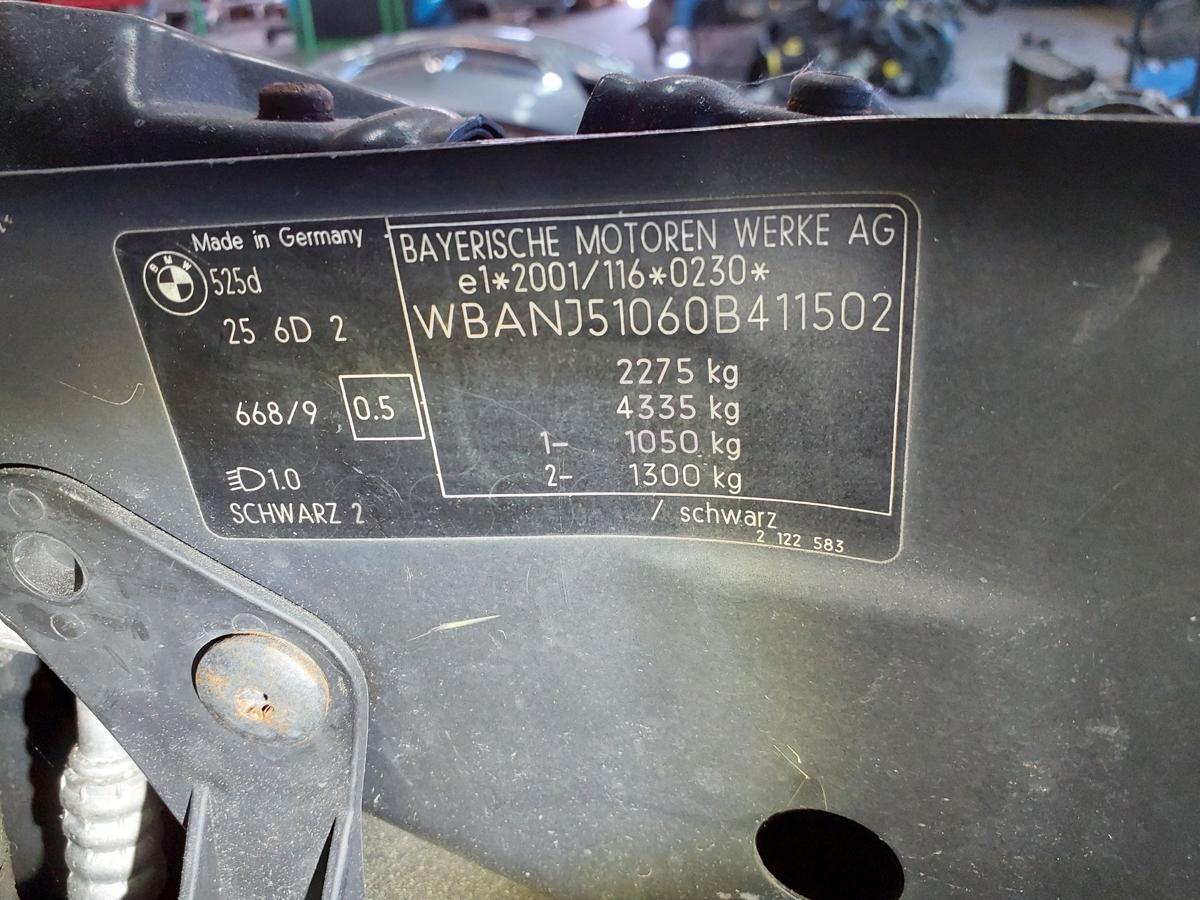 Made in Germany
BMW
525d
25 6D 2
668/9 0.5
1.0
SCHWARZ 2
BAYERISCHE MOTOREN WERKE AG
e1*2001/116*0230*
WBANJ51060B411502
2275 kg
4335 kg
1- 1050 kg
2- 1300 kg
/ schwarz
2 122 583